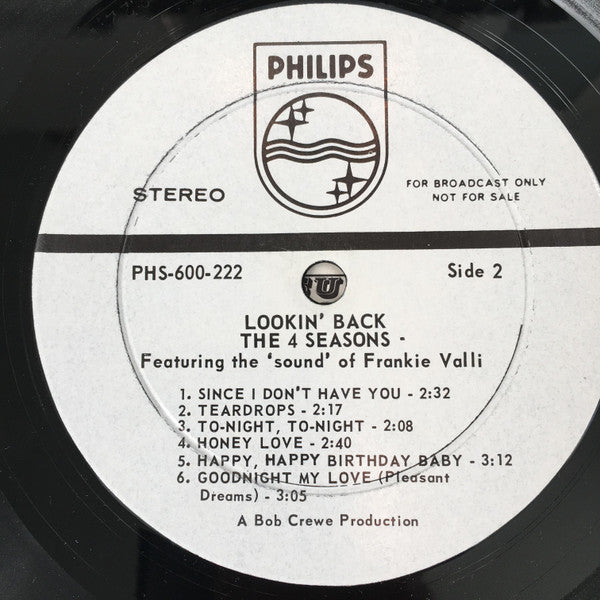 PHILIPS
STEREO
FOR BROADCAST ONLY
NOT FOR SALE
PHS-600-222
Side 2
LOOKIN' BACK
THE 4 SEASONS -
Featuring the 'sound' of Frankie Valli
1. SINCE I DON'T HAVE YOU - 2:32
2. TEARDROPS - 2:17
3. TO-NIGHT, TO-NIGHT - 2:08
4. HONEY LOVE - 2:40
5. HAPPY, HAPPY BIRTHDAY BABY - 3:12
6. GOODNIGHT MY LOVE (Pleasant
Dreams) - 3:05
A Bob Crewe Production